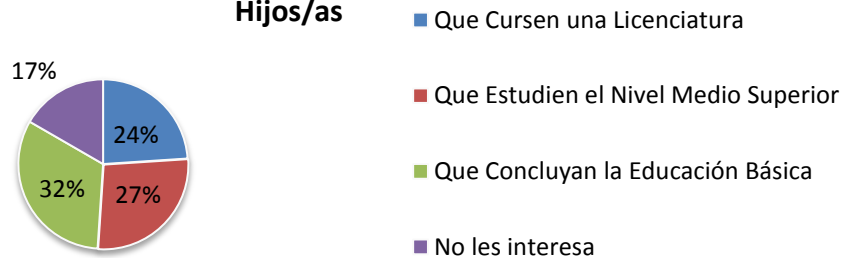 Hijos/as
Que Cursen una Licenciatura
17%
Que Estudien el Nivel Medio Superior
24%
Que Concluyan la Educación Básica
32%
27%
No les interesa